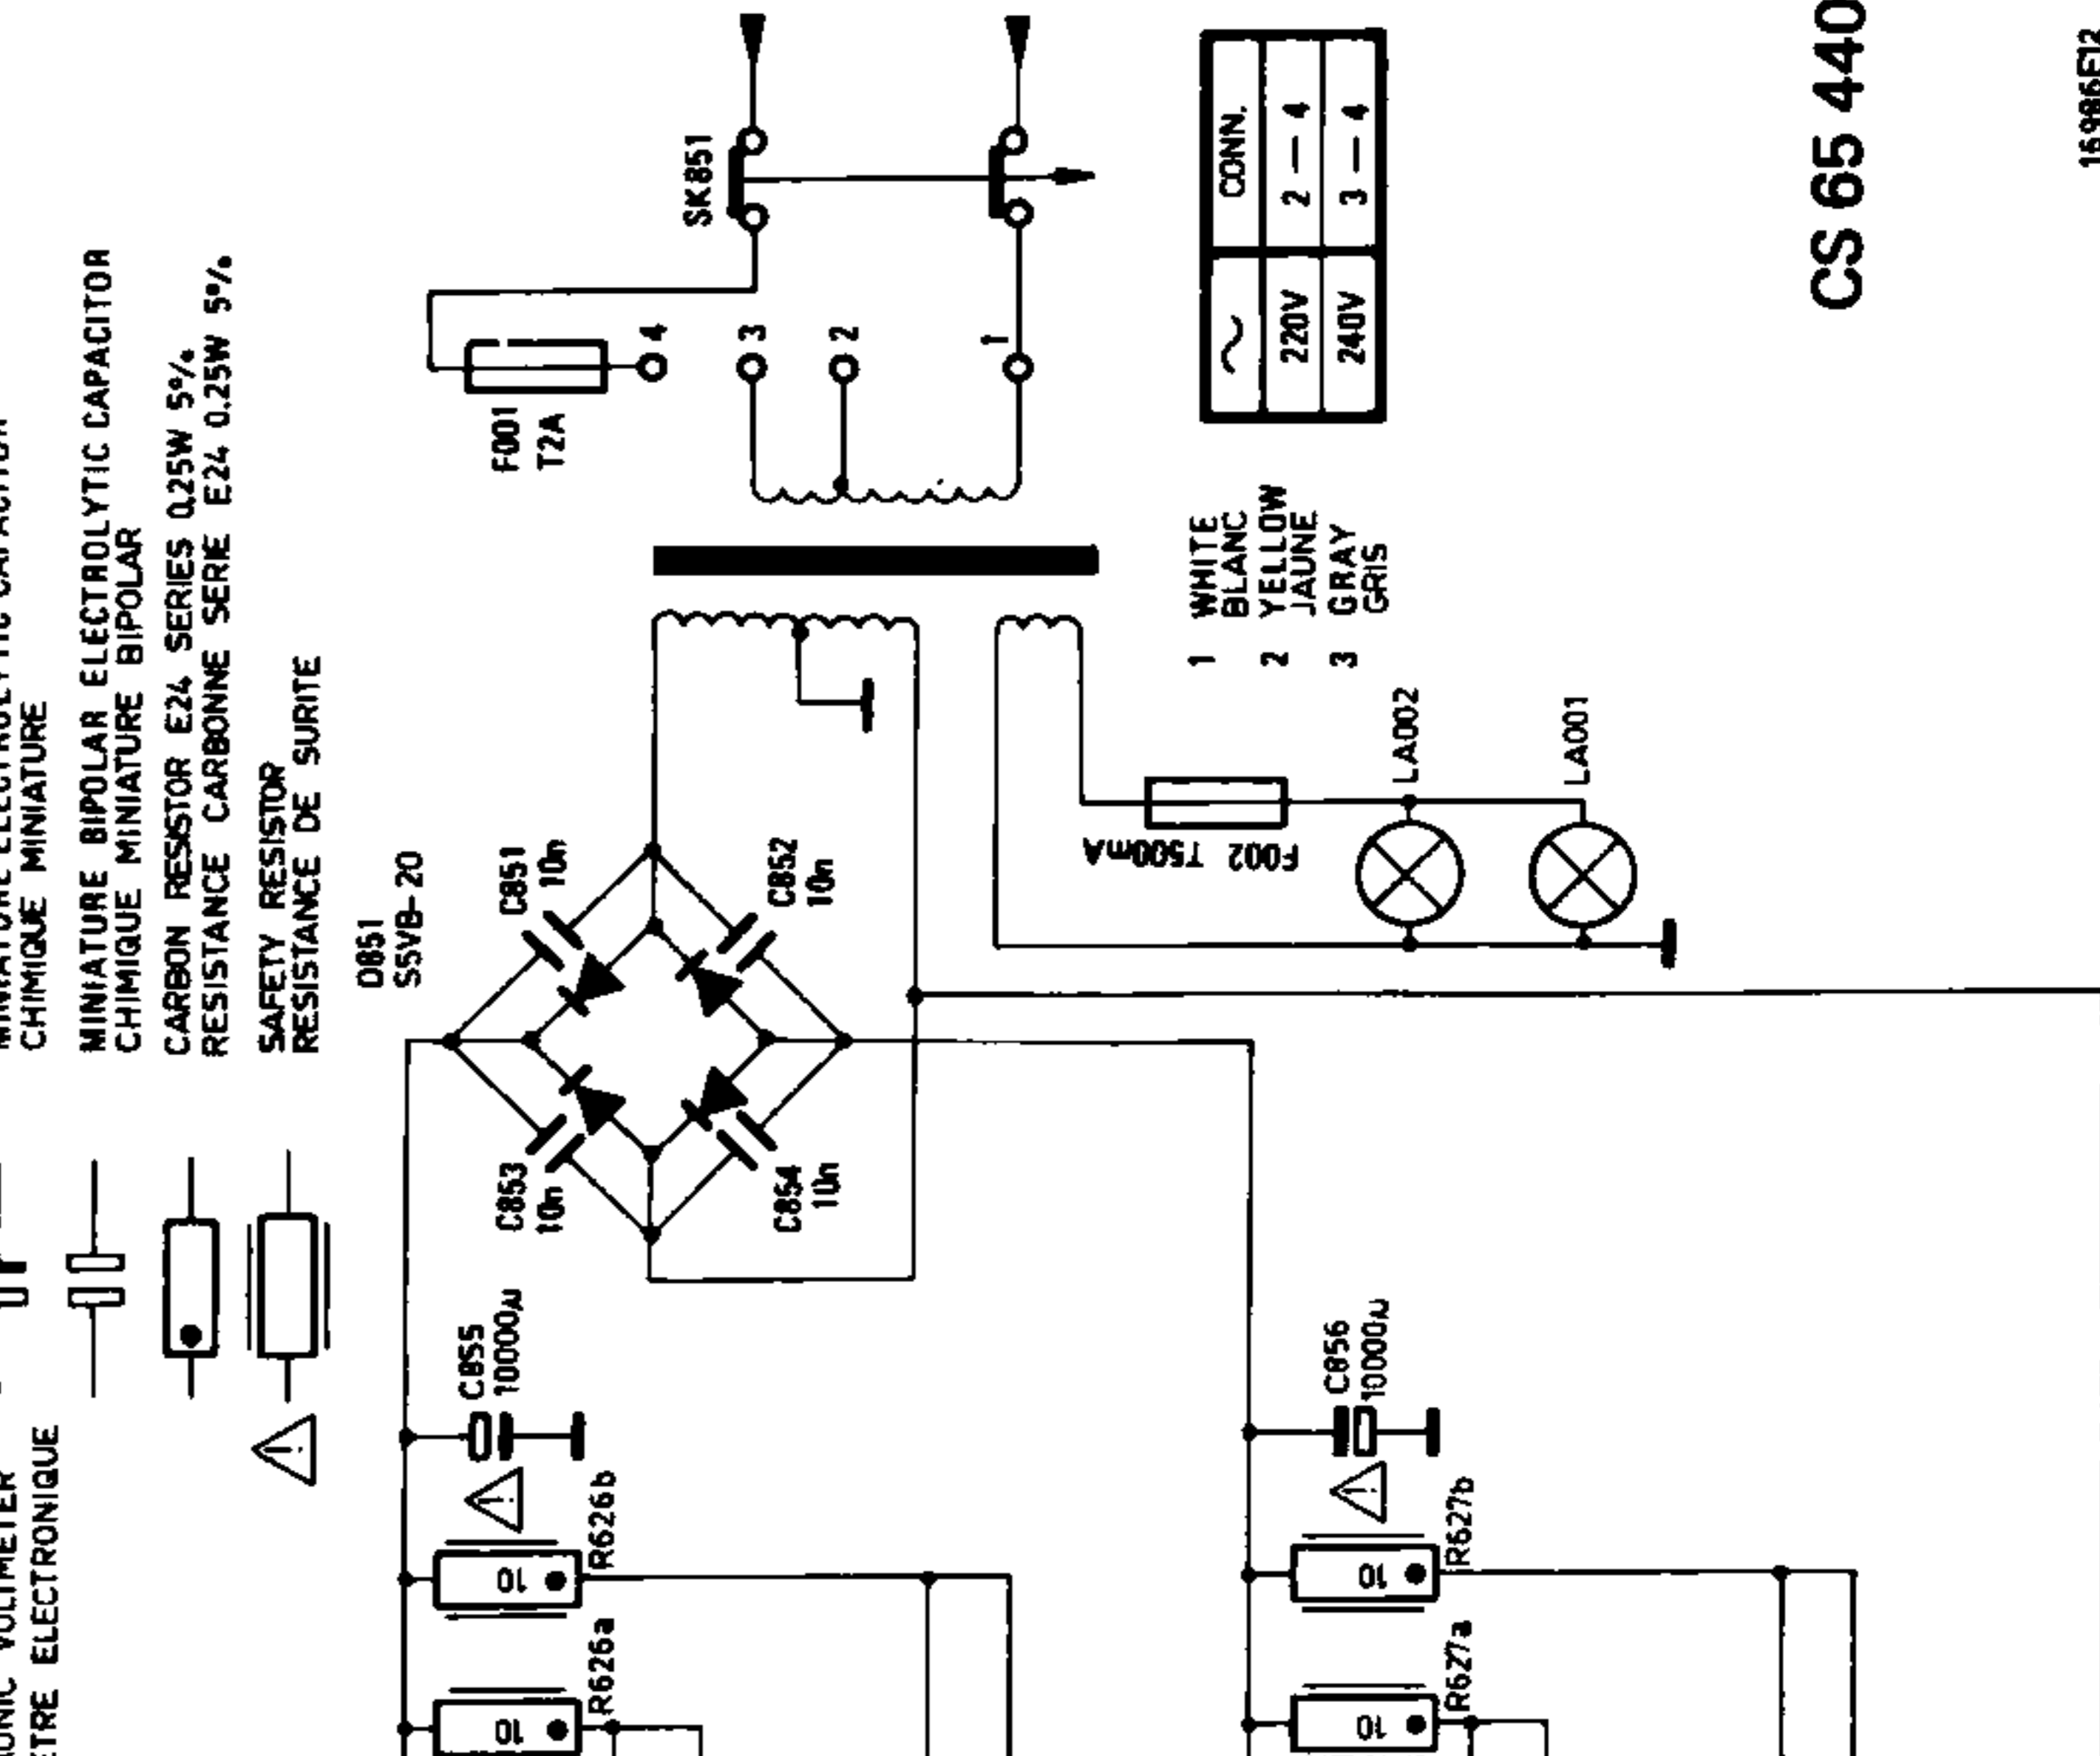 CHIMIQUE MINIATURE
MINIATURE BIPOLAR ELECTROLYTIC CAPACITOR
CHIMIQUE MINIATURE BIPOLAR
CARBON RESISTOR E24 SERIES 0.25W 5%
RESISTANCE CARBONNE SERIE E24 0.25W 5%
SAFETY RESISTOR
RESISTANCE DE SURITE
VOLTMETER
ELECTRONIQUE
SK851
F001
T2A
4
3
2
1
~ CONN.
220V 2 — 4
240V 3 — 4
CS 65 440
16986E12
1 WHITE
BLANC
2 YELLOW
JAUNE
3 GRAY
GRIS
LA002
LA001
F002 T500mA
D851
S5VB-20
C851
10n
C852
10n
C853
10n
C854
10n
C855
10000µ
C856
10000µ
R626b
10
R626a
10
R627b
10
R627a
10